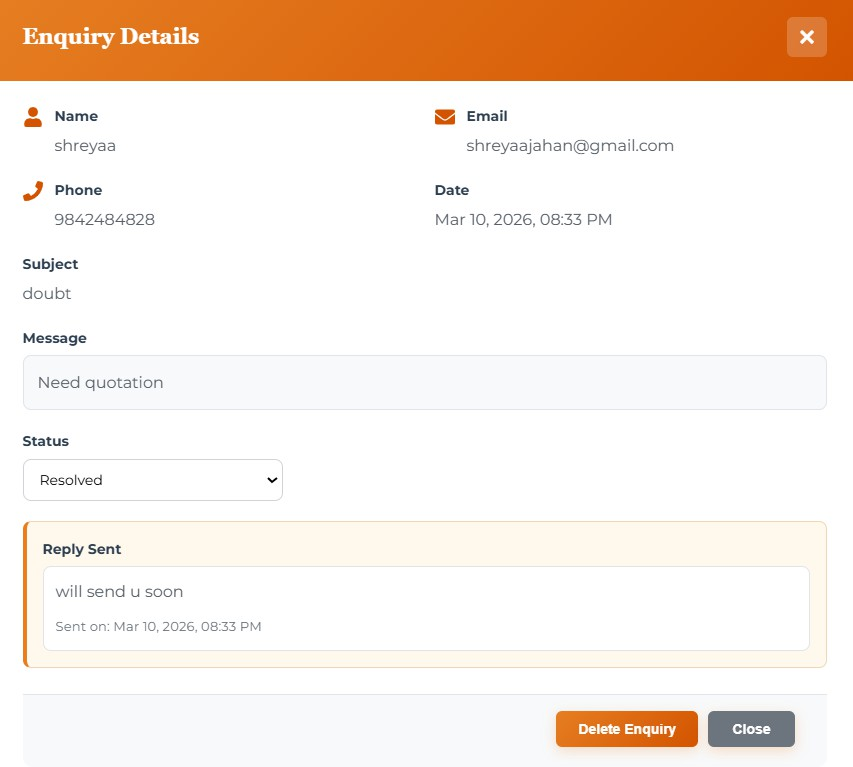 Enquiry Details
Name
shreyaa
Email
shreyaajahan@gmail.com
Phone
9842484828
Date
Mar 10, 2026, 08:33 PM
Subject
doubt
Message
Need quotation
Status
Resolved
Reply Sent
will send u soon
Sent on: Mar 10, 2026, 08:33 PM
Delete Enquiry
Close